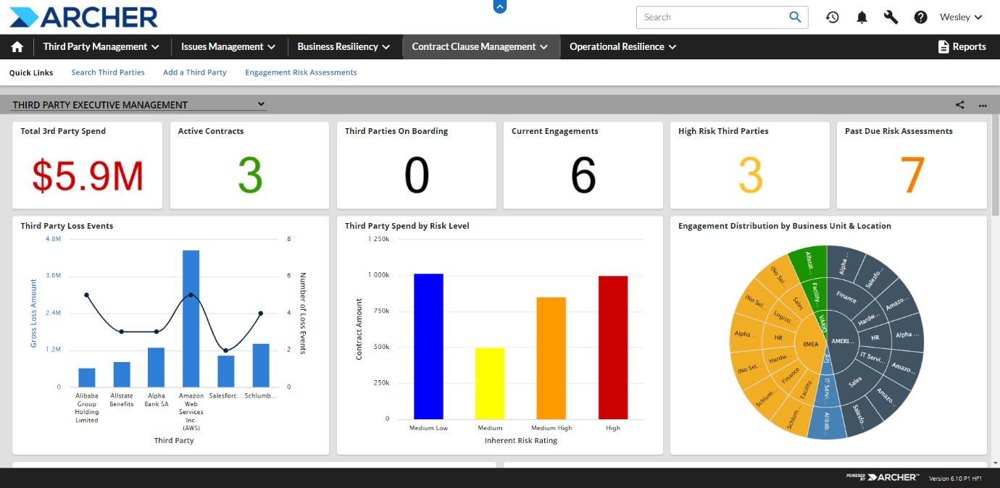 ARCHER
Search
Wesley
Third Party Management
Issues Management
Business Resiliency
Contract Clause Management
Operational Resilience
Reports
Quick Links
Search Third Parties
Add a Third Party
Engagement Risk Assessments
THIRD PARTY EXECUTIVE MANAGEMENT
Total 3rd Party Spend
$5.9M
Active Contracts
3
Third Parties On Boarding
0
Current Engagements
6
High Risk Third Parties
3
Past Due Risk Assessments
7
Third Party Loss Events
4.8M
3.6M
2.4M
1.2M
0
Gross Loss Amount
8
6
4
2
0
Number of Loss Events
Alibaba
Group
Holding
Limited
Allstate
Benefits
Alpha
Bank SA
Amazon
Web
Services
Inc.
(AWS)
Salesforc...
Schlumb...
Third Party
Third Party Spend by Risk Level
1 250k
1 000k
750k
500k
250k
0
Contract Amount
Medium Low
Medium
Medium High
High
Inherent Risk Rating
Engagement Distribution by Business Unit & Location
AMERI...
Finance
Hardw...
HR
IT Servi...
Sales
Alpha ...
Salesfo...
Amazo...
Alpha ...
Amazo...
Amazo...
Salesfo...
APJ
IT Servi...
Alibab...
EMEA
Facility...
Finance
Hardw...
HR
Logisti...
Sales
Schlum...
Schlum...
(No Sel...
Alpha ...
(No Sel...
(No Sel...
Facility...
Allstat...
POWERED BY ARCHER™
Version 6.10 P1 HF1